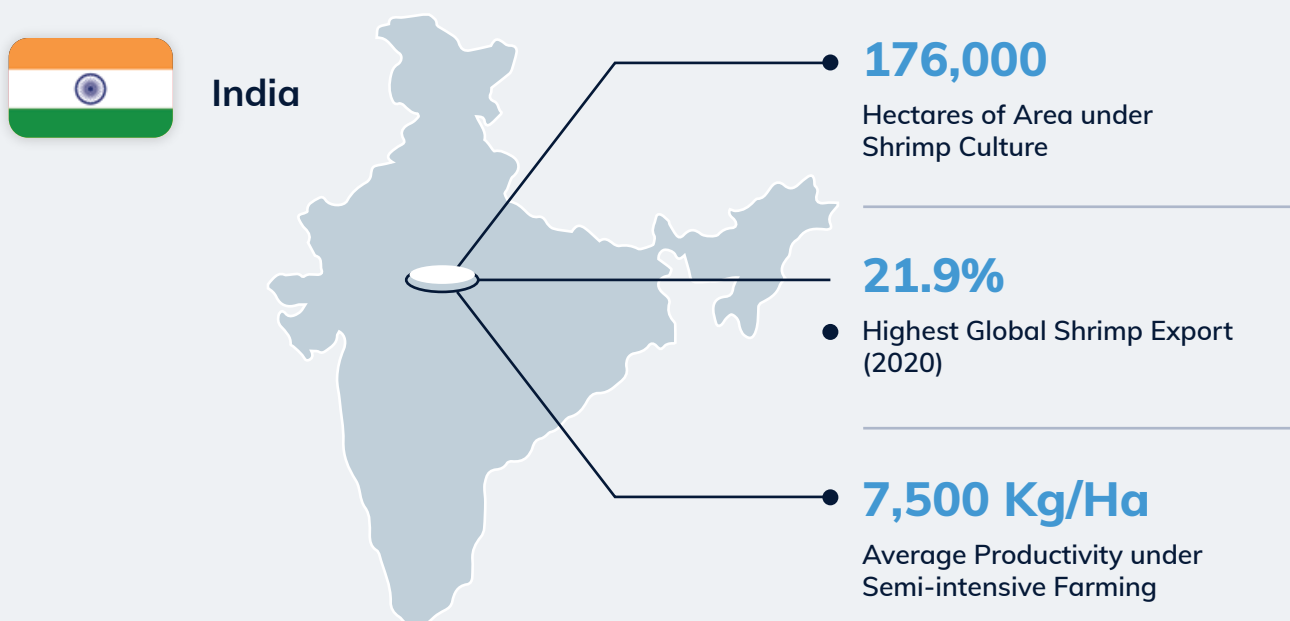 India
176,000
Hectares of Area under
Shrimp Culture
21.9%
Highest Global Shrimp Export
(2020)
7,500 Kg/Ha
Average Productivity under
Semi-intensive Farming